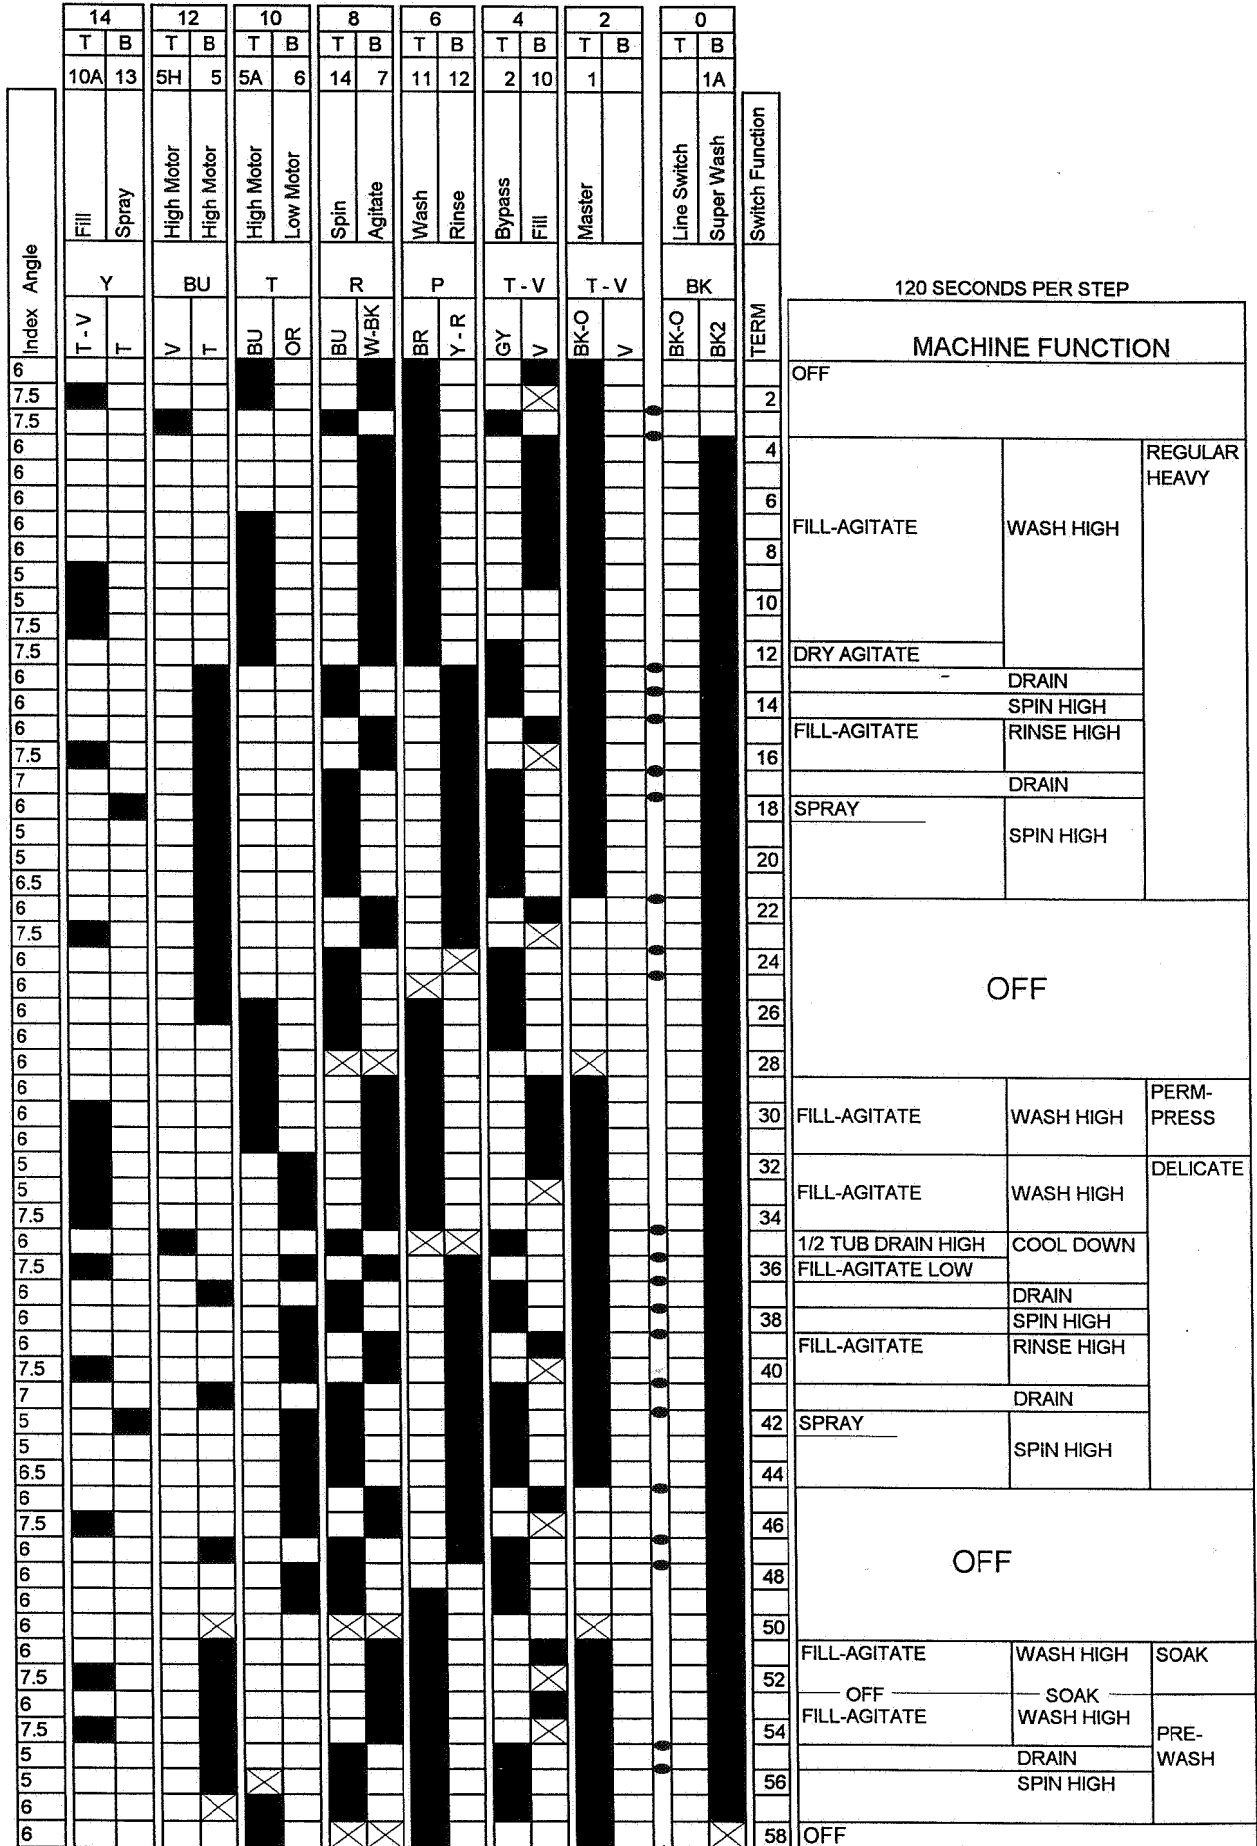 14 12 10 8 6 4 2 0
T B T B T B T B T B T B T B T B
10A 13 5H 5 5A 6 14 7 11 12 2 10 1 1A
Index Angle
Fill
Spray
High Motor
High Motor
High Motor
Low Motor
Spin
Agitate
Wash
Rinse
Bypass
Fill
Master
Line Switch
Super Wash
Switch Function
Y BU T R P T - V T - V BK
T - V
T
V
T
BU
OR
BU
W-BK
BR
Y - R
GY
V
BK-O
V
BK-O
BK2
TERM
120 SECONDS PER STEP
MACHINE FUNCTION
6 OFF
7.5 2
7.5
6 4 REGULAR
6 HEAVY
6 6
6 FILL-AGITATE WASH HIGH
6 8
5
5 10
7.5
7.5 12 DRY AGITATE
6 DRAIN
6 14 SPIN HIGH
6 FILL-AGITATE RINSE HIGH
7.5 16
7 DRAIN
6 18 SPRAY
5 SPIN HIGH
5 20
6.5
6 22
7.5
6 24
6 OFF
6 26
6
6 28
6 PERM-
6 30 FILL-AGITATE WASH HIGH PRESS
6
5 32 DELICATE
5 FILL-AGITATE WASH HIGH
7.5 34
6 1/2 TUB DRAIN HIGH COOL DOWN
7.5 36 FILL-AGITATE LOW
6 DRAIN
6 38 SPIN HIGH
6 FILL-AGITATE RINSE HIGH
7.5 40
7 DRAIN
5 42 SPRAY
5 SPIN HIGH
6.5 44
6
7.5 46
6 OFF
6 48
6
6 50
6 FILL-AGITATE WASH HIGH SOAK
7.5 52
6 OFF SOAK
7.5 54 FILL-AGITATE WASH HIGH PRE-
5 DRAIN WASH
5 56 SPIN HIGH
6
6 58 OFF